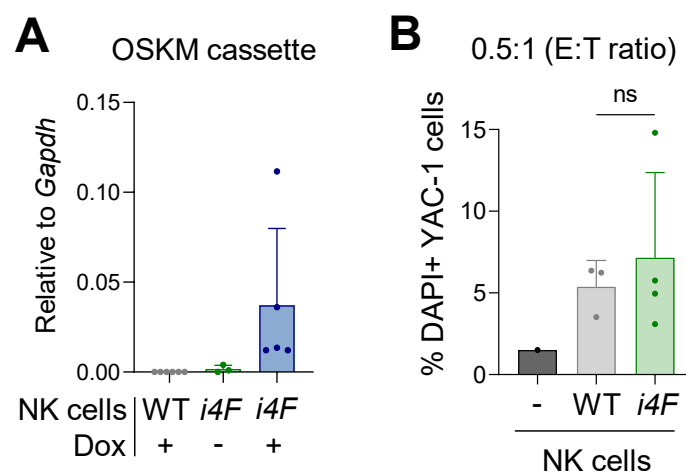 A
OSKM cassette
Relative to Gapdh
0.15
0.10
0.05
0.00
NK cells WT i4F i4F
Dox + - +
B
0.5:1 (E:T ratio)
ns
% DAPI+ YAC-1 cells
15
10
5
0
- WT i4F
NK cells